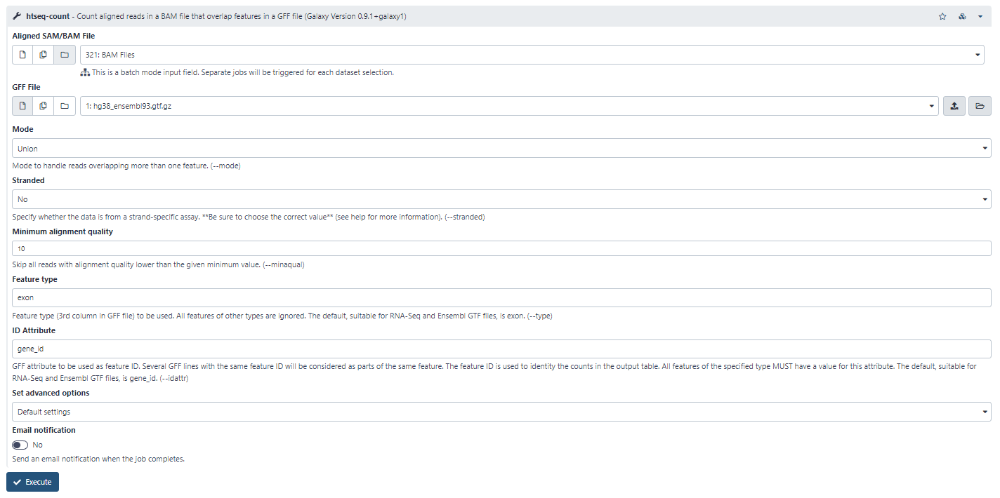 htseq-count - Count aligned reads in a BAM file that overlap features in a GFF file (Galaxy Version 0.9.1+galaxy1)
Aligned SAM/BAM File
321: BAM Files
This is a batch mode input field. Separate jobs will be triggered for each dataset selection.
GFF File
1: hg38_ensembl93.gtf.gz
Mode
Union
Mode to handle reads overlapping more than one feature. (--mode)
Stranded
No
Specify whether the data is from a strand-specific assay. **Be sure to choose the correct value** (see help for more information). (--stranded)
Minimum alignment quality
10
Skip all reads with alignment quality lower than the given minimum value. (--minaqual)
Feature type
exon
Feature type (3rd column in GFF file) to be used. All features of other types are ignored. The default, suitable for RNA-Seq and Ensembl GTF files, is exon. (--type)
ID Attribute
gene_id
GFF attribute to be used as feature ID. Several GFF lines with the same feature ID will be considered as parts of the same feature. The feature ID is used to identity the counts in the output table. All features of the specified type MUST have a value for this attribute. The default, suitable for
RNA-Seq and Ensembl GTF files, is gene_id. (--idattr)
Set advanced options
Default settings
Email notification
No
Send an email notification when the job completes.
Execute